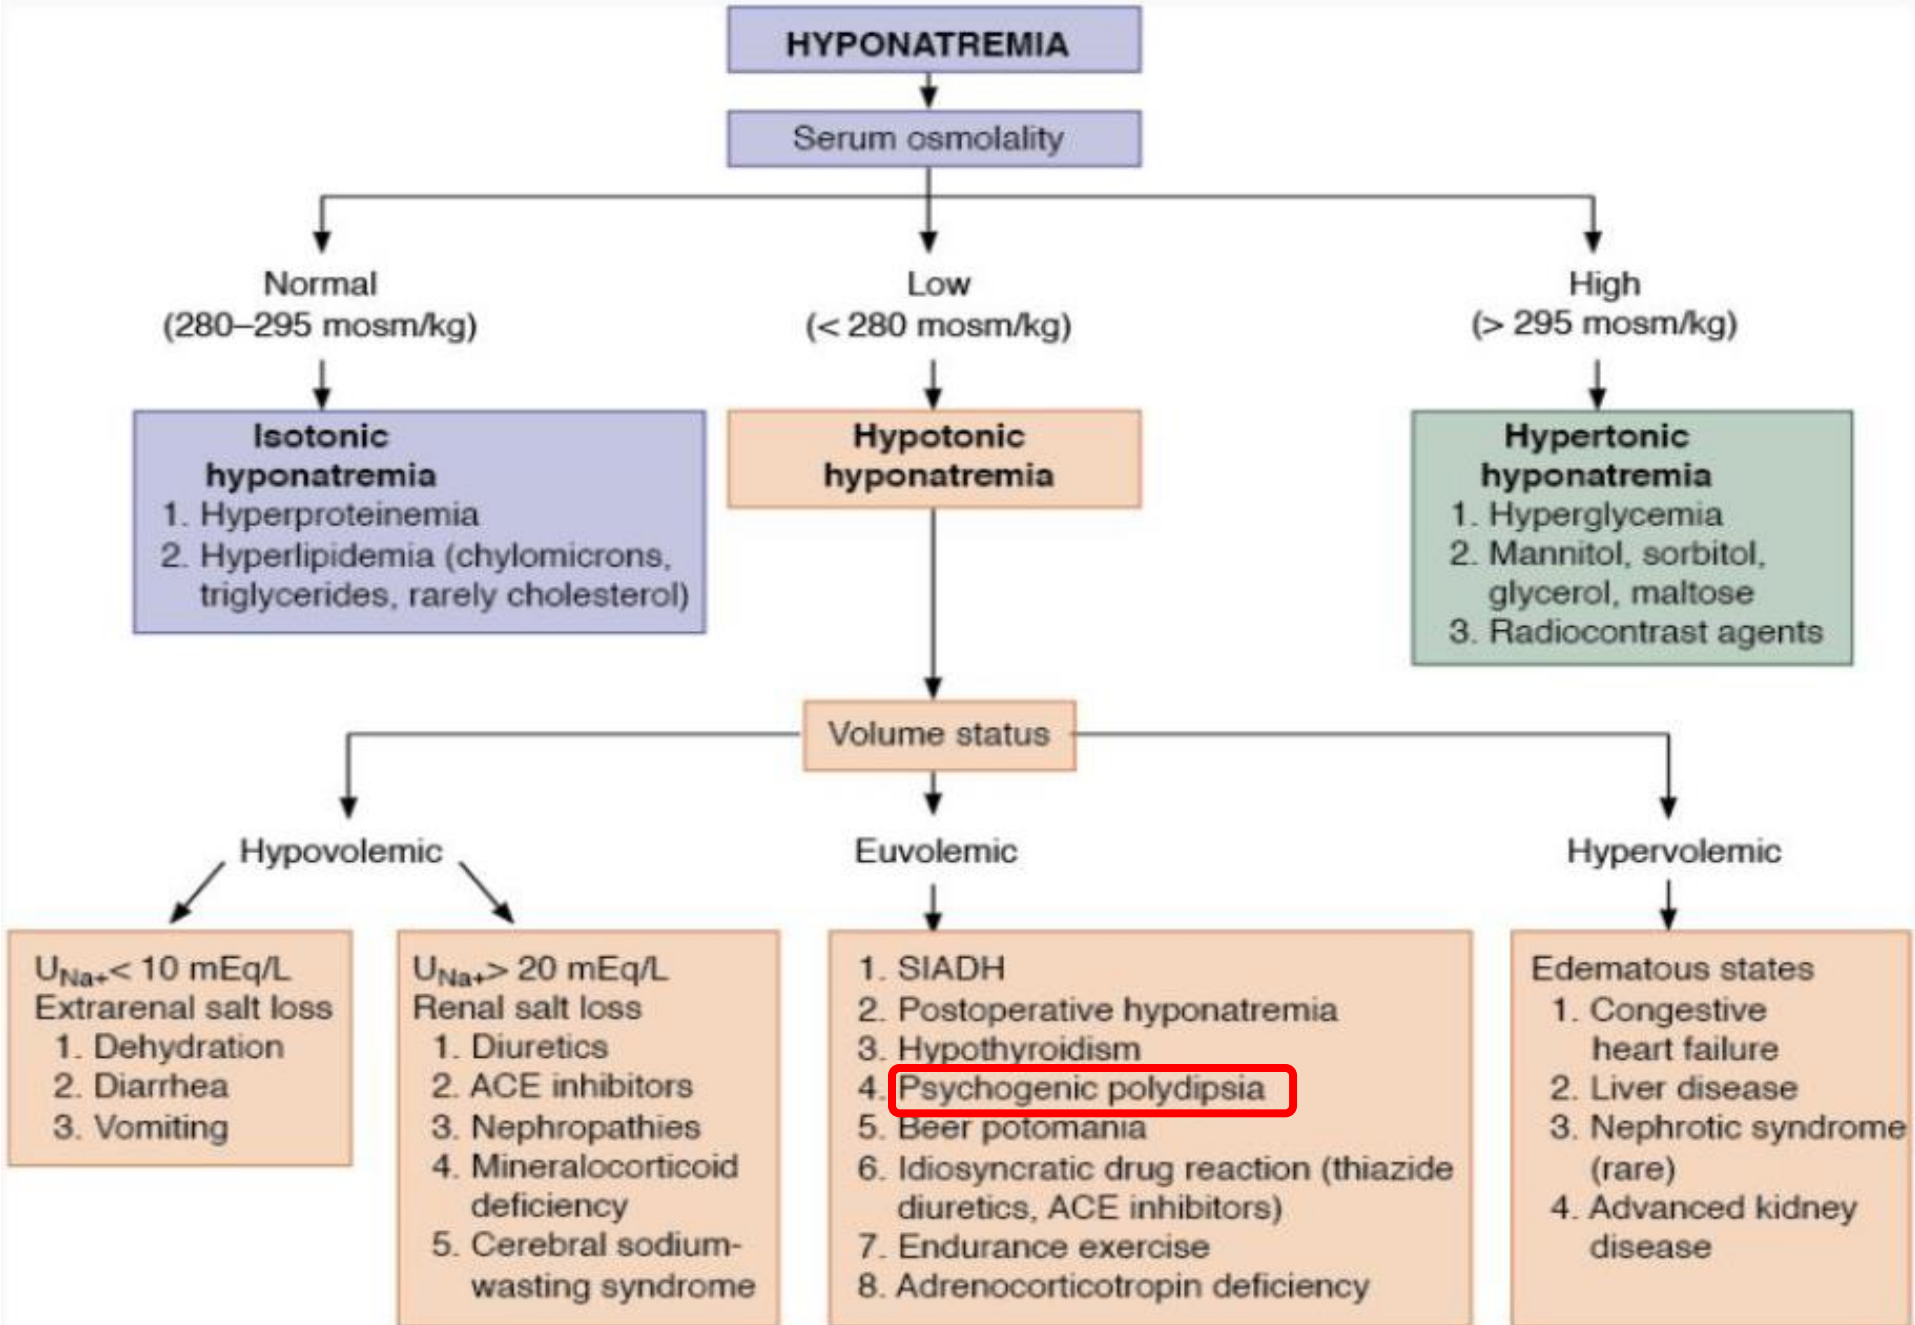 HYPONATREMIA
Serum osmolality
Normal
(280–295 mosm/kg)
Low
(< 280 mosm/kg)
High
(> 295 mosm/kg)
Isotonic
hyponatremia
1. Hyperproteinemia
2. Hyperlipidemia (chylomicrons,
triglycerides, rarely cholesterol)
Hypotonic
hyponatremia
Hypertonic
hyponatremia
1. Hyperglycemia
2. Mannitol, sorbitol,
glycerol, maltose
3. Radiocontrast agents
Volume status
Hypovolemic
Euvolemic
Hypervolemic
UNa+< 10 mEq/L
Extrarenal salt loss
1. Dehydration
2. Diarrhea
3. Vomiting
UNa+> 20 mEq/L
Renal salt loss
1. Diuretics
2. ACE inhibitors
3. Nephropathies
4. Mineralocorticoid
deficiency
5. Cerebral sodium-
wasting syndrome
1. SIADH
2. Postoperative hyponatremia
3. Hypothyroidism
4. Psychogenic polydipsia
5. Beer potomania
6. Idiosyncratic drug reaction (thiazide
diuretics, ACE inhibitors)
7. Endurance exercise
8. Adrenocorticotropin deficiency
Edematous states
1. Congestive
heart failure
2. Liver disease
3. Nephrotic syndrome
(rare)
4. Advanced kidney
disease